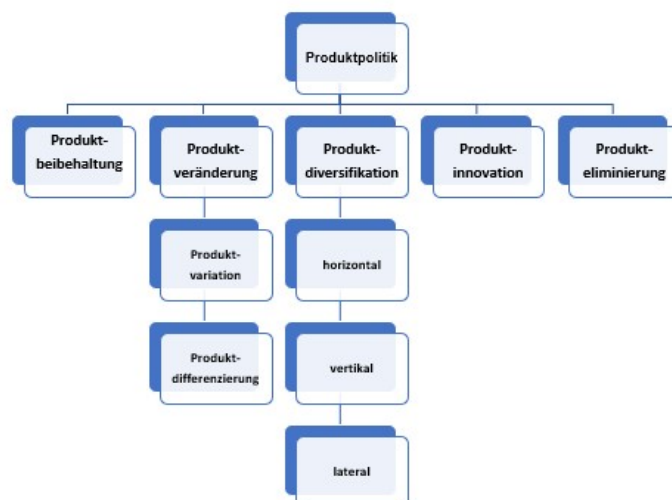 Produktpolitik
Produkt-
beibehaltung
Produkt-
veränderung
Produkt-
diversifikation
Produkt-
innovation
Produkt-
eliminierung
Produkt-
variation
horizontal
Produkt-
differenzierung
vertikal
lateral